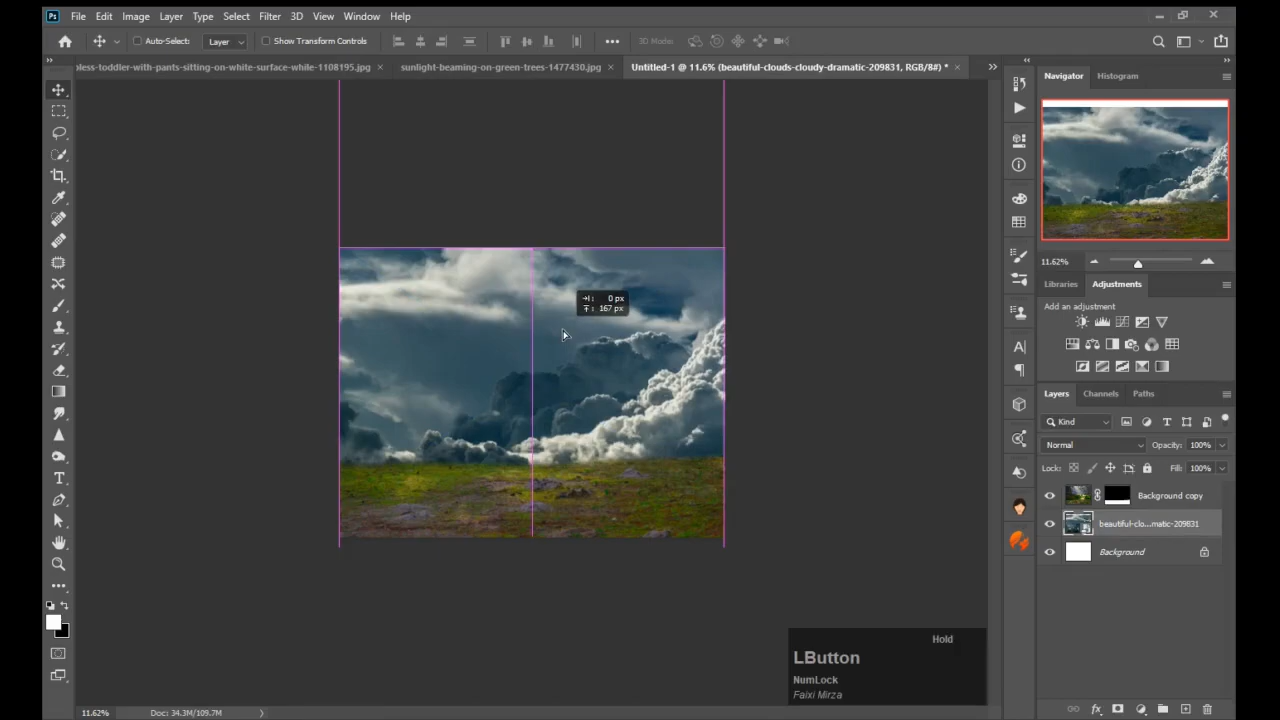 Ps File Edit Image Layer Type Select Filter 3D View Window Help
Auto-Select: Layer Show Transform Controls 3D Mode:
pless-toddler-with-pants-sitting-on-white-surface-while-1108195.jpg × sunlight-beaming-on-green-trees-1477430.jpg × Untitled-1 @ 11.6% (beautiful-clouds-cloudy-dramatic-209831, RGB/8#) * ×
Navigator Histogram
11.62%
Libraries Adjustments
Add an adjustment
0 px
167 px
Layers Channels Paths
Kind
Normal Opacity: 100%
Lock: Fill: 100%
Background copy
beautiful-clo...matic-209831
Background
Hold
LButton
NumLock
Faixi Mirza
11.62% Doc: 34.3M/109.7M